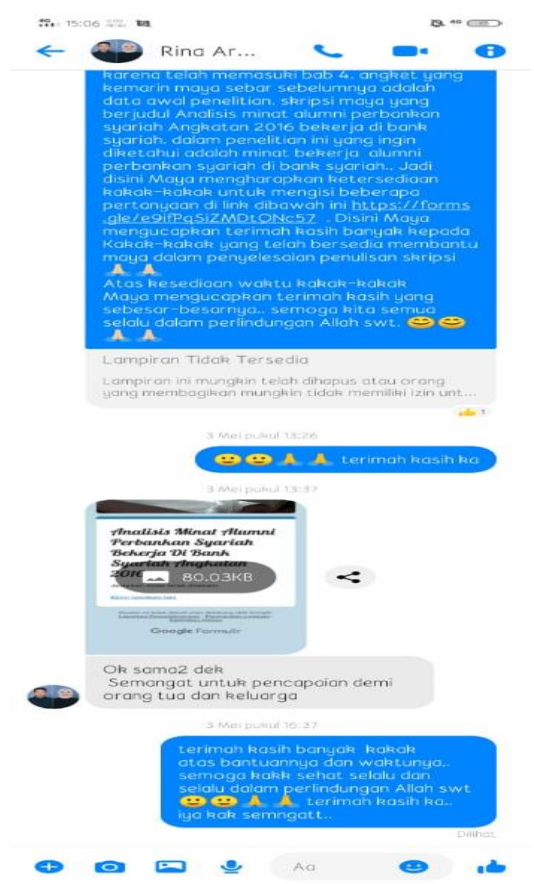 15:06
Rina Ar...
karena telah memasuki bab 4. angket yang
kemarin maya sebar sebelumnya adalah
data awal penelitian. skripsi maya yang
berjudul Analisis minat alumni perbankan
syariah Angkatan 2016 bekerja di bank
syariah. dalam penelitian ini yang ingin
diketahui adalah minat bekerja alumni
perbankan syariah di bank syariah.. Jadi
disini Maya mengharapkan ketersediaan
kakak-kakak untuk mengisi beberapa
pertanyaan di link dibawah ini https://forms
.gle/e9ifPqSiZMDtONc57 . Disini Maya
mengucapkan terimah kasih banyak kepada
Kakak-kakak yang telah bersedia membantu
maya dalam penyelesaian penulisan skripsi
🙏🙏
Atas kesediaan waktu kakak-kakak
Maya mengucapkan terimah kasih yang
sebesar-besarnya.. semoga kita semua
selalu dalam perlindungan Allah swt. 😊😊
🙏🙏
Lampiran Tidak Tersedia
Lampiran ini mungkin telah dihapus atau orang
yang membagikan mungkin tidak memiliki izin unt...
1
3 Mei pukul 13:26
🙂🙂🙏🙏 terimah kasih ka
3 Mei pukul 13:37
Analisis Minat Alumni
Perbankan Syariah
Bekerja Di Bank
Syariah Angkatan
2016
80.03KB
Google Formulir
Ok sama2 dek
Semangat untuk pencapaian demi
orang tua dan keluarga
3 Mei pukul 16:37
terimah kasih banyak kakak
atas bantuannya dan waktunya..
semoga kakk sehat selalu dan
selalu dalam perlindungan Allah swt
🙂🙂🙏🙏 terimah kasih ka..
iya kak semngatt..
Dilihat
Aa